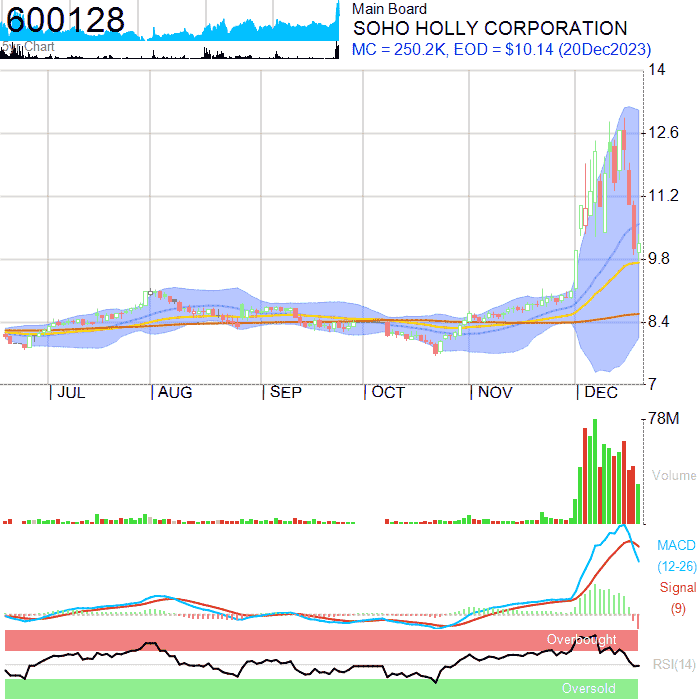 600128
5yr Chart
Main Board
SOHO HOLLY CORPORATION
MC = 250.2K, EOD = $10.14 (20Dec2023)
14
12.6
11.2
9.8
8.4
7
JUL AUG SEP OCT NOV DEC
78M
Volume
MACD
(12-26)
Signal
(9)
Overbought
RSI(14)
Oversold